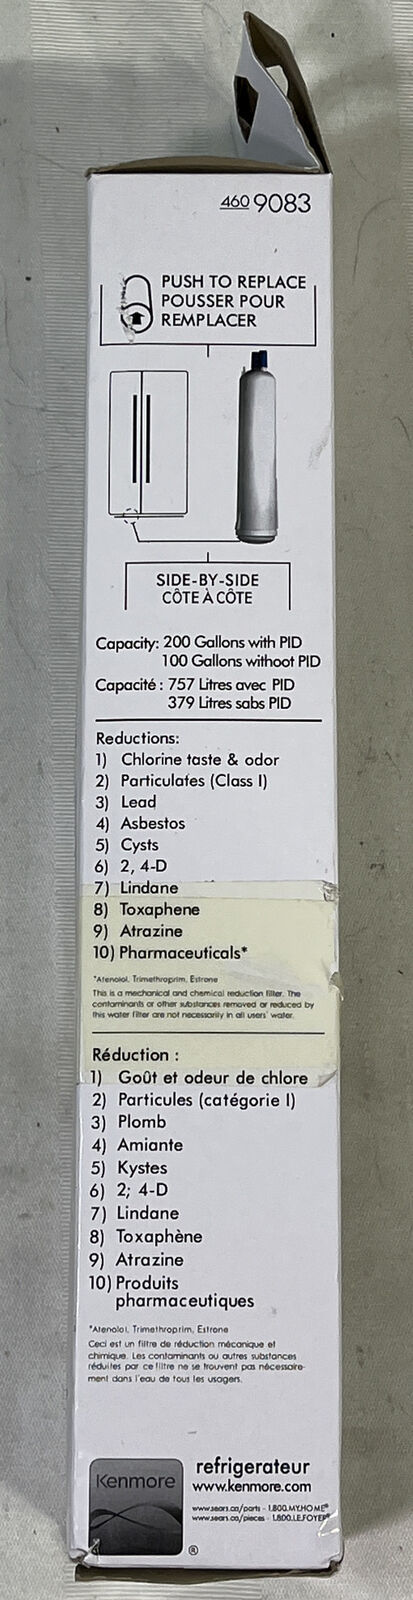 460 9083
PUSH TO REPLACE
POUSSER POUR
REMPLACER
SIDE-BY-SIDE
CÔTE À CÔTE
Capacity: 200 Gallons with PID
100 Gallons withoot PID
Capacité : 757 Litres avec PID
379 Litres sabs PID
Reductions:
1) Chlorine taste & odor
2) Particulates (Class I)
3) Lead
4) Asbestos
5) Cysts
6) 2, 4-D
7) Lindane
8) Toxaphene
9) Atrazine
10) Pharmaceuticals*
*Atenolol, Trimethroprim, Estrone
This is a mechanical and chemical reduction filter. The
contaminants or other substances removed or reduced by
this water filter are not necessarily in all users' water.
Réduction :
1) Goût et odeur de chlore
2) Particules (catégorie I)
3) Plomb
4) Amiante
5) Kystes
6) 2; 4-D
7) Lindane
8) Toxaphène
9) Atrazine
10) Produits
pharmaceutiques
*Atenolol, Trimethroprim, Estrone
Ceci est un filtre de réduction mécanique et
chimique. Les contaminants ou autres substances
réduites par ce filtre ne se trouvent pas nécessaire-
ment dans l'eau de tous les usagers.
Kenmore
®
refrigerateur
www.kenmore.com
www.sears.ca/parts - 1.800.MY.HOME®
www.sears.ca/pieces - 1.800.LE.FOYER®